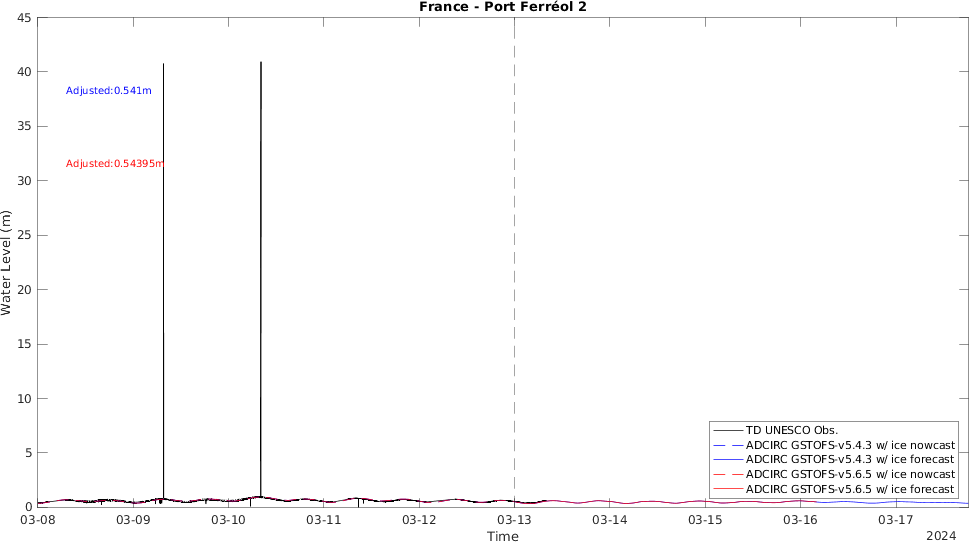 France - Port Ferréol 2
45
40
35
30
25
20
15
10
5
0
Water Level (m)
Adjusted:0.541m
Adjusted:0.54395m
TD UNESCO Obs.
ADCIRC GSTOFS-v5.4.3 w/ ice nowcast
ADCIRC GSTOFS-v5.4.3 w/ ice forecast
ADCIRC GSTOFS-v5.6.5 w/ ice nowcast
ADCIRC GSTOFS-v5.6.5 w/ ice forecast
03-08 03-09 03-10 03-11 03-12 03-13 03-14 03-15 03-16 03-17
Time
2024